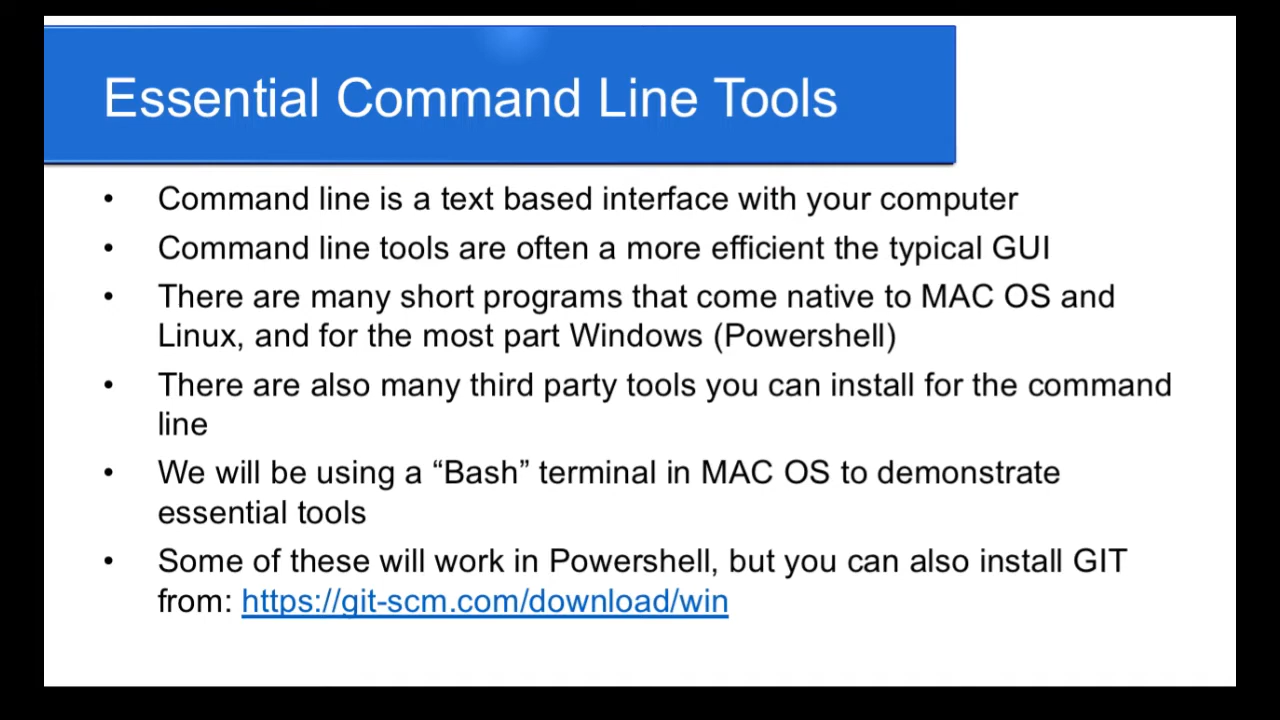 Essential Command Line Tools
• Command line is a text based interface with your computer
• Command line tools are often a more efficient the typical GUI
• There are many short programs that come native to MAC OS and
Linux, and for the most part Windows (Powershell)
• There are also many third party tools you can install for the command
line
• We will be using a “Bash” terminal in MAC OS to demonstrate
essential tools
• Some of these will work in Powershell, but you can also install GIT
from: https://git-scm.com/download/win